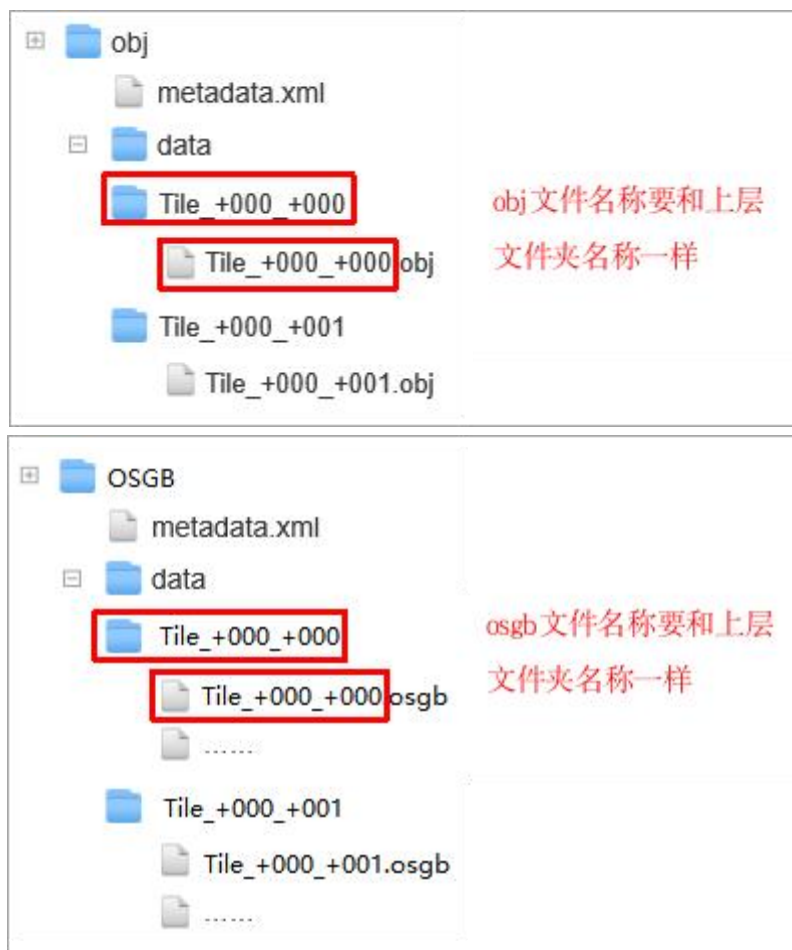 obj
metadata.xml
data
Tile_+000_+000
obj文件名称要和上层
Tile_+000_+000.obj
文件夹名称一样
Tile_+000_+001
Tile_+000_+001.obj
OSGB
metadata.xml
data
Tile_+000_+000
osgb文件名称要和上层
Tile_+000_+000.osgb
文件夹名称一样
……
Tile_+000_+001
Tile_+000_+001.osgb
……